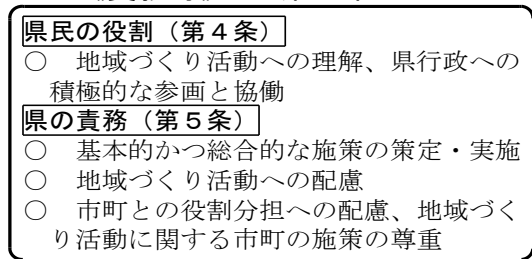 県民の役割（第４条）
○　地域づくり活動への理解、県行政への
積極的な参画と協働
県の責務（第５条）
○　基本的かつ総合的な施策の策定・実施
○　地域づくり活動への配慮
○　市町との役割分担への配慮、地域づく
り活動に関する市町の施策の尊重